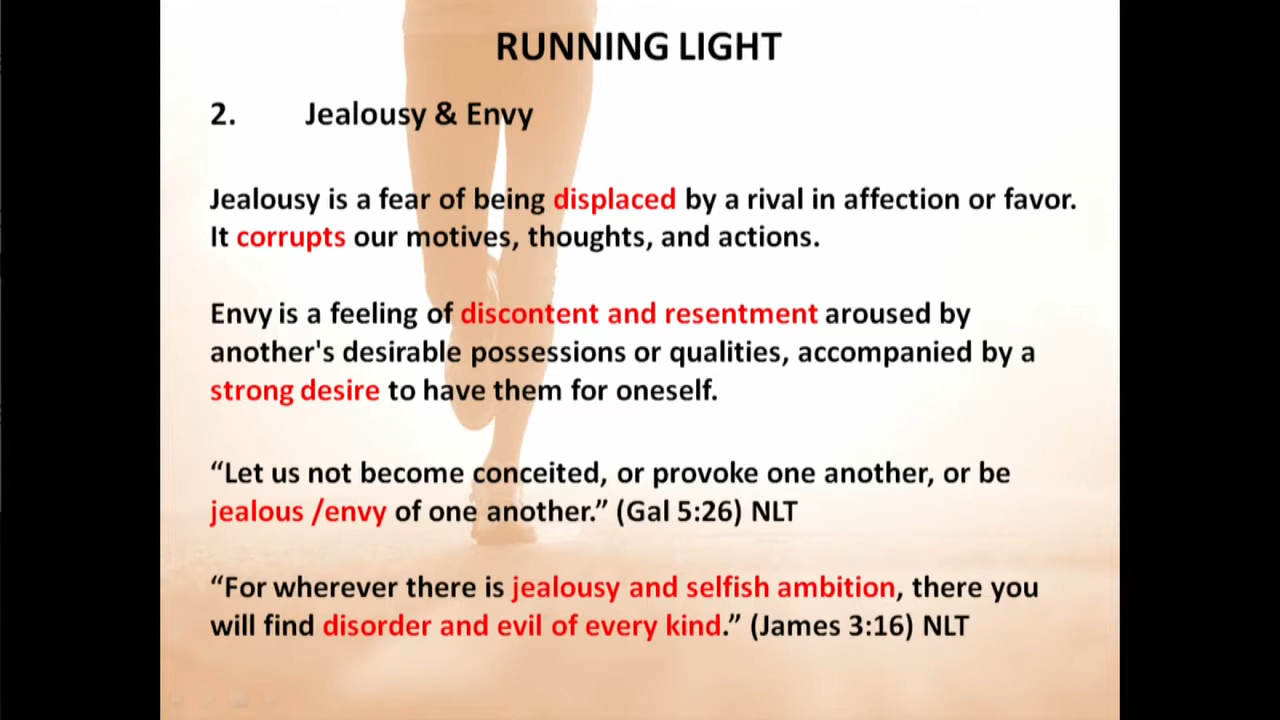 RUNNING LIGHT
2. Jealousy & Envy
Jealousy is a fear of being displaced by a rival in affection or favor.
It corrupts our motives, thoughts, and actions.
Envy is a feeling of discontent and resentment aroused by
another's desirable possessions or qualities, accompanied by a
strong desire to have them for oneself.
“Let us not become conceited, or provoke one another, or be
jealous /envy of one another.” (Gal 5:26) NLT
“For wherever there is jealousy and selfish ambition, there you
will find disorder and evil of every kind.” (James 3:16) NLT